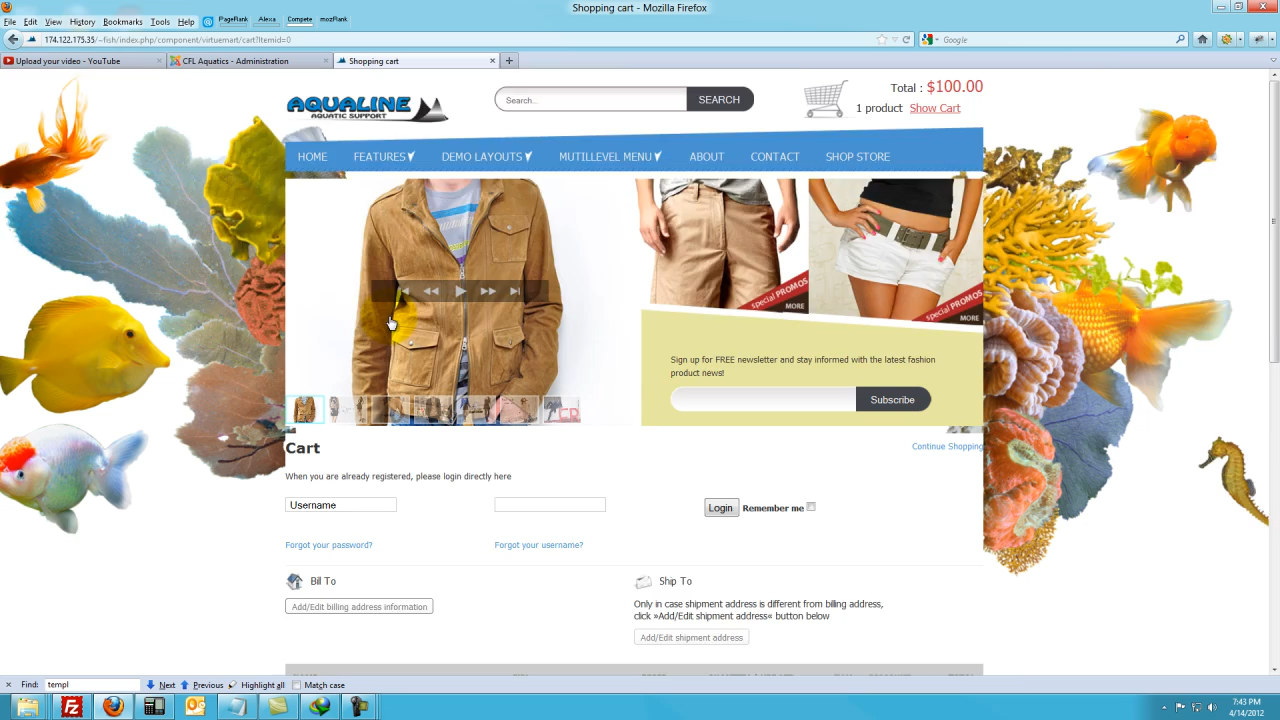 Shopping cart - Mozilla Firefox
File Edit View History Bookmarks Tools Help PageRank Alexa Compete mozRank
174.122.175.35/~fish/index.php/component/virtuemart/cart?Itemid=0
Google
Upload your video - YouTube
CFL Aquatics - Administration
Shopping cart
AQUALINE
AQUATIC SUPPORT
Search...
SEARCH
Total : $100.00
1 product Show Cart
HOME FEATURES DEMO LAYOUTS MUTILLEVEL MENU ABOUT CONTACT SHOP STORE
special PROMOS
MORE
special PROMOS
MORE
Sign up for FREE newsletter and stay informed with the latest fashion
product news!
Subscribe
Cart
Continue Shopping
When you are already registered, please login directly here
Username
Login Remember me
Forgot your password?
Forgot your username?
Bill To
Add/Edit billing address information
Ship To
Only in case shipment address is different from billing address,
click »Add/Edit shipment address« button below
Add/Edit shipment address
Find: templ Next Previous Highlight all Match case
7:43 PM
4/14/2012